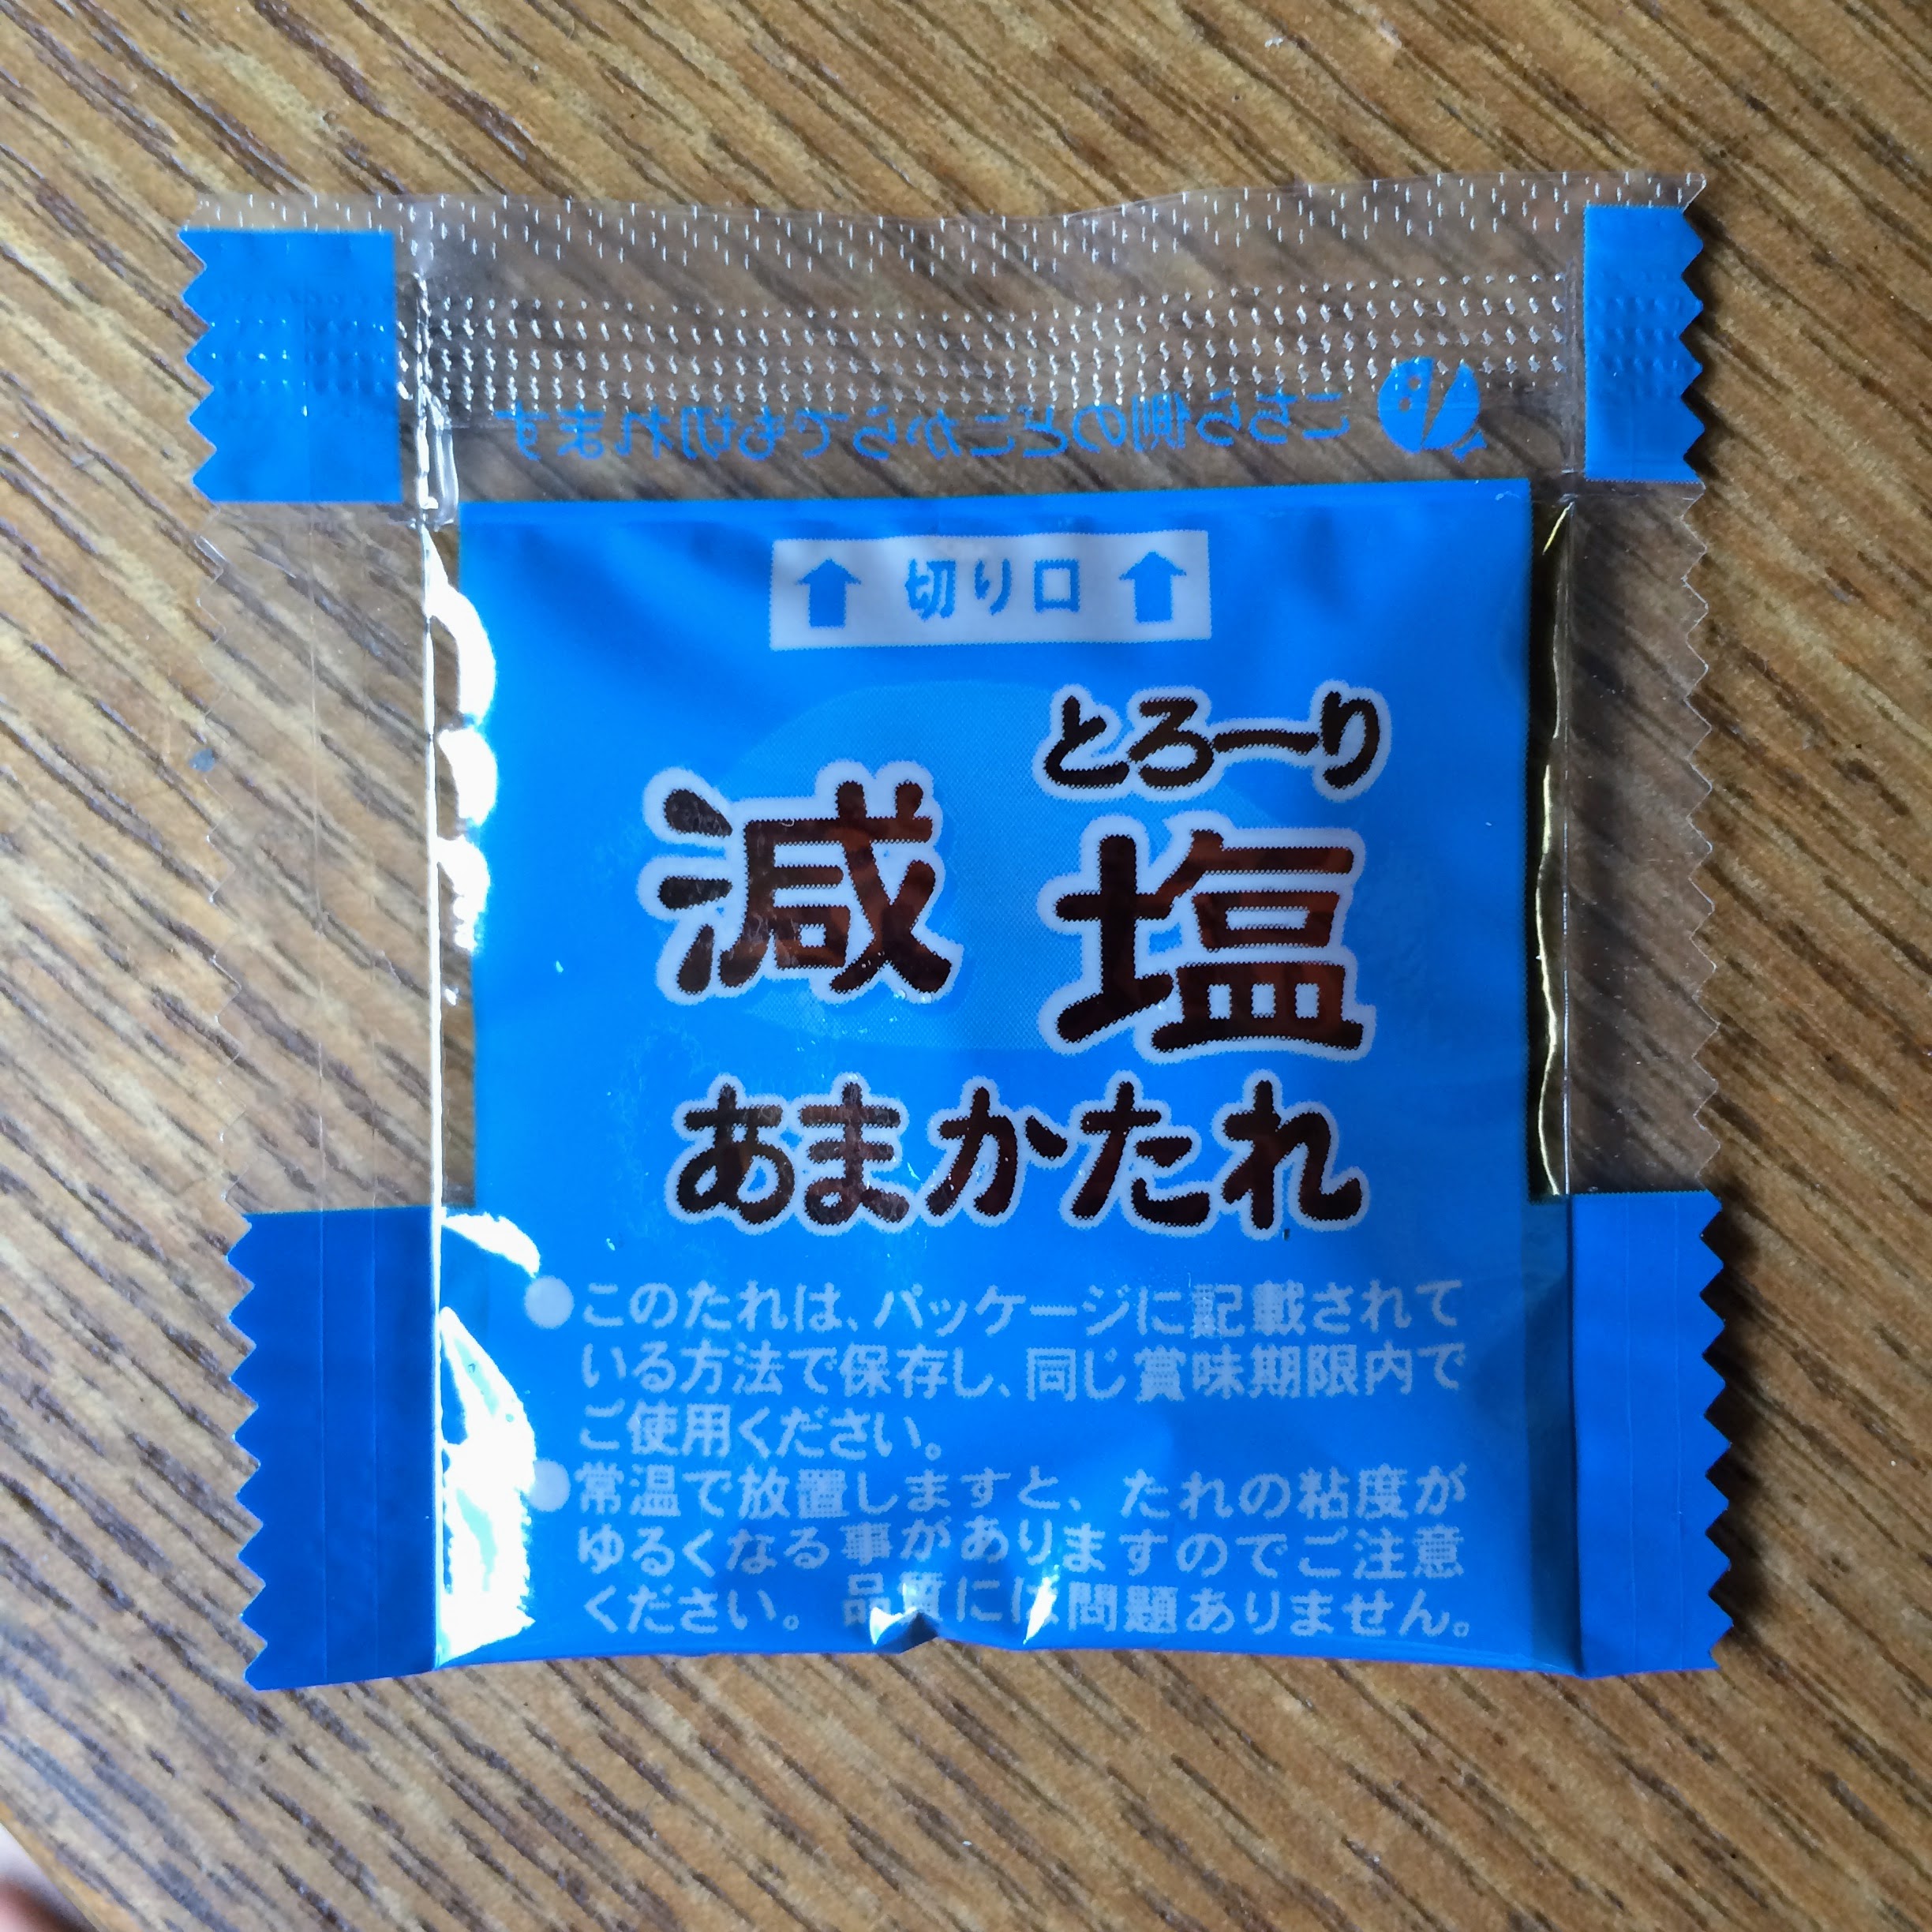 こちら側のどこからでも切れます
切り口
とろーり
減塩
あまかたれ
●このたれは、パッケージに記載されて
いる方法で保存し、同じ賞味期限内で
ご使用ください。
●常温で放置しますと、たれの粘度が
ゆるくなる事がありますのでご注意
ください。品質には問題ありません。